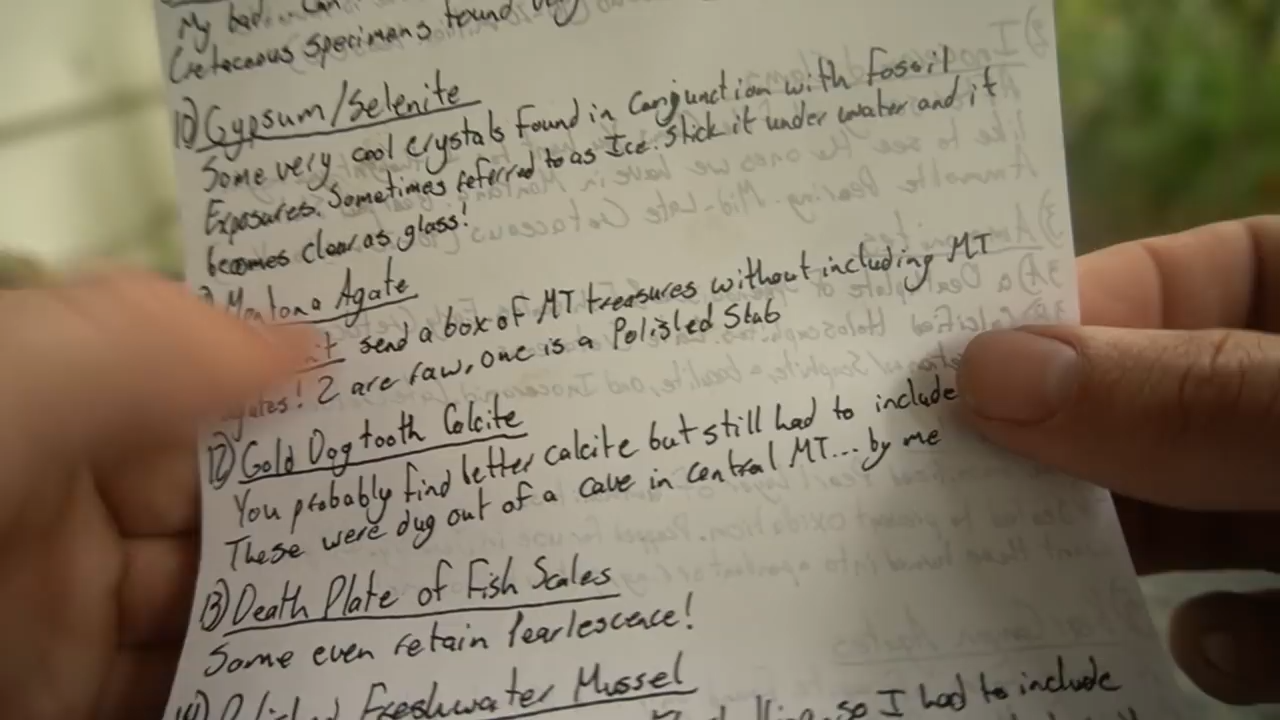 My bad... Can
Cretaceous specimens found
10) Gypsum/Selenite
Some very cool crystals found in Conjunction with fossil
Exposures. Sometimes referred to as Ice. Stick it under water and it
becomes clear as glass!
Montana Agate
send a box of MT treasures without including MT
! 2 are raw, one is a Polished Slab
12) Gold Dogtooth Calcite
You probably find better calcite but still had to include
These were dug out of a cave in central MT... by me
13) Death Plate of Fish Scales
Some even retain Pearlescence!
14) Freshwater Mussel
so I had to include